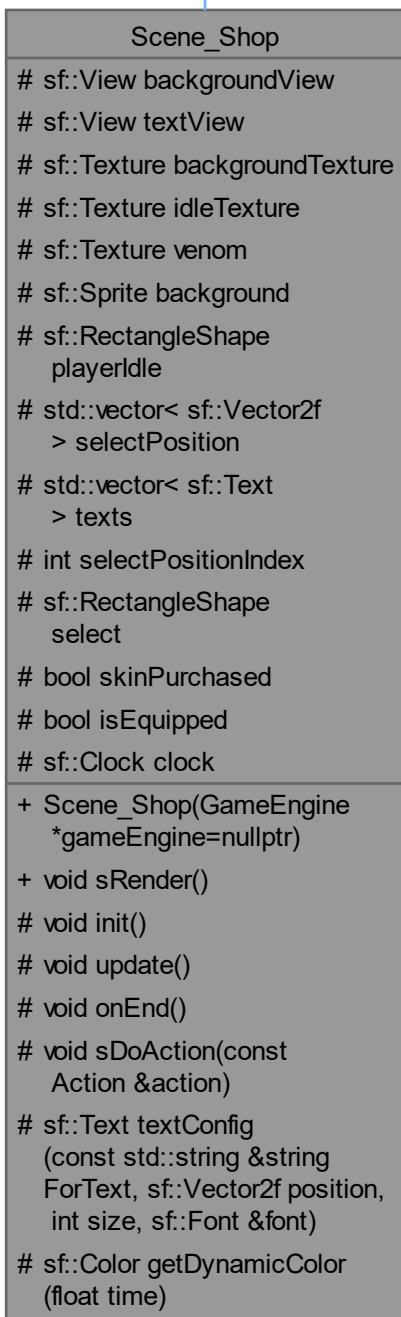 Scene_Shop
# sf::View backgroundView
# sf::View textView
# sf::Texture backgroundTexture
# sf::Texture idleTexture
# sf::Texture venom
# sf::Sprite background
# sf::RectangleShape
playerIdle
# std::vector< sf::Vector2f
> selectPosition
# std::vector< sf::Text
> texts
# int selectPositionIndex
# sf::RectangleShape
select
# bool skinPurchased
# bool isEquipped
# sf::Clock clock
+ Scene_Shop(GameEngine
*gameEngine=nullptr)
+ void sRender()
# void init()
# void update()
# void onEnd()
# void sDoAction(const
Action &action)
# sf::Text textConfig
(const std::string &string
ForText, sf::Vector2f position,
int size, sf::Font &font)
# sf::Color getDynamicColor
(float time)